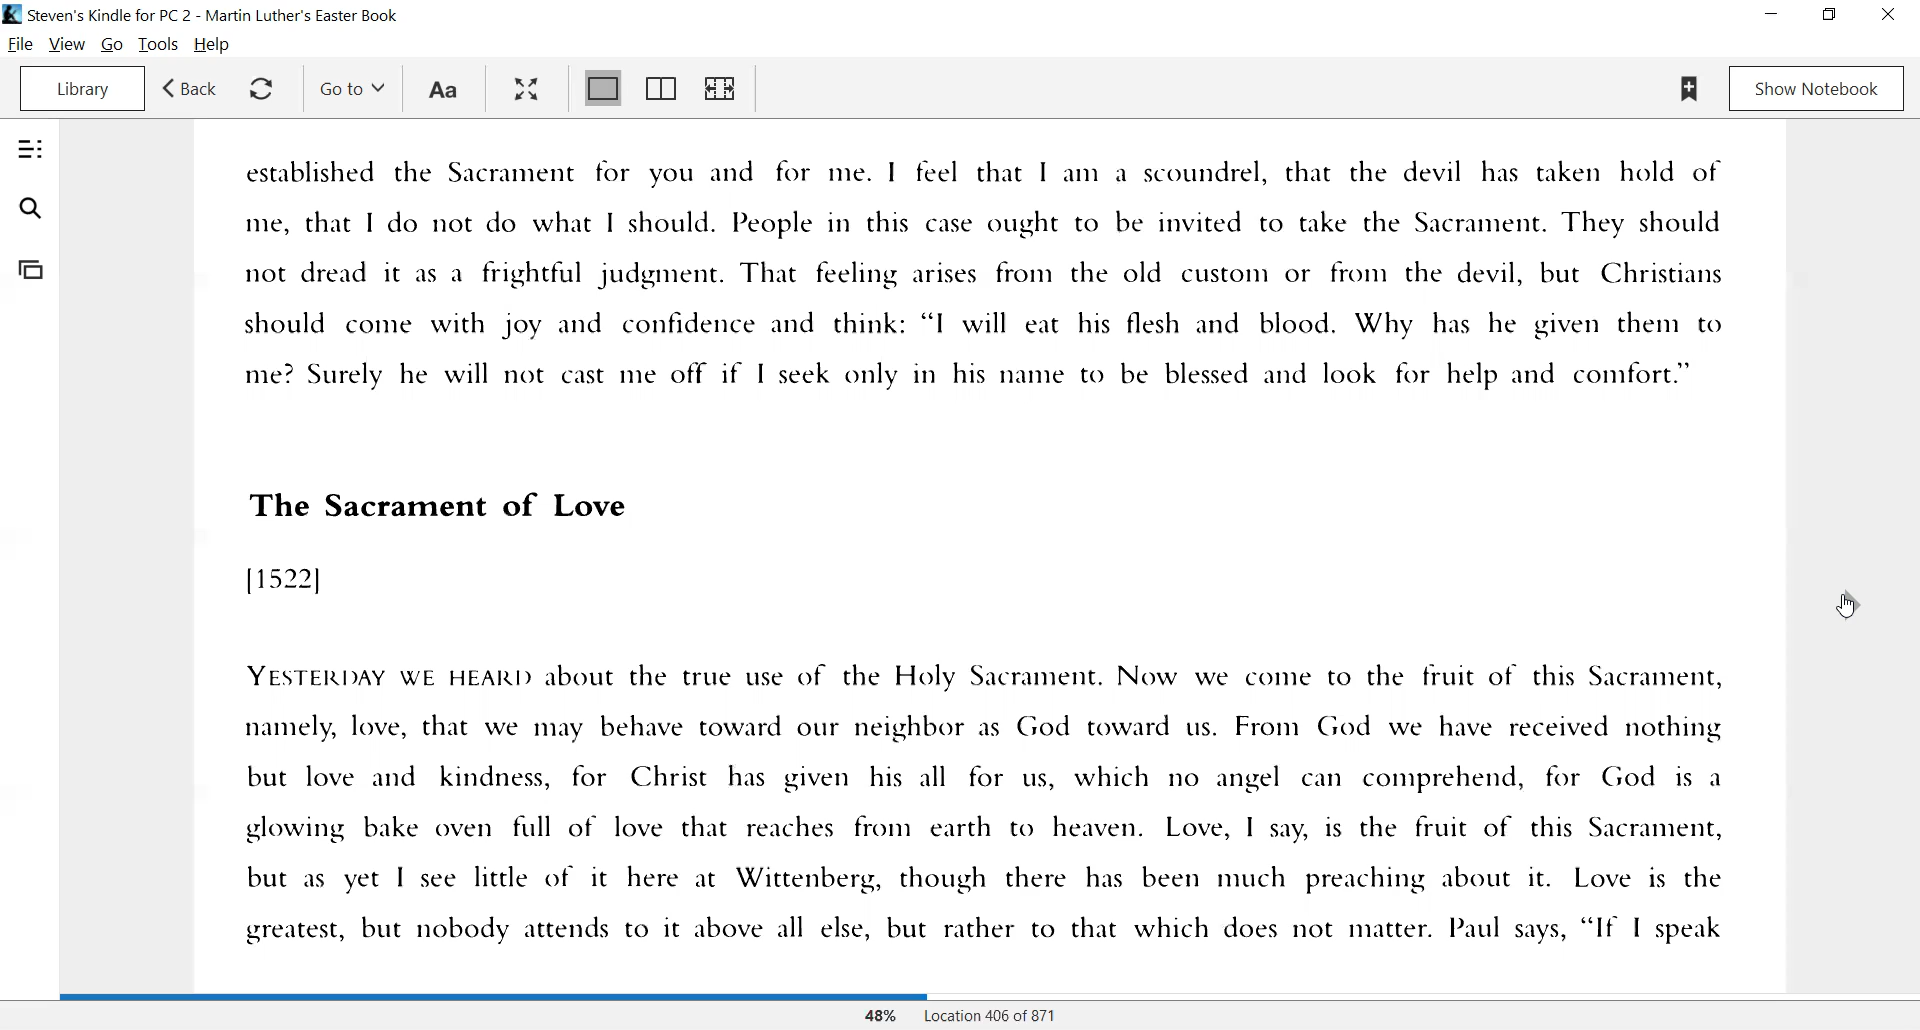 Steven's Kindle for PC 2 - Martin Luther's Easter Book
File View Go Tools Help
Library Back Go to Aa Show Notebook
established the Sacrament for you and for me. I feel that I am a scoundrel, that the devil has taken hold of
me, that I do not do what I should. People in this case ought to be invited to take the Sacrament. They should
not dread it as a frightful judgment. That feeling arises from the old custom or from the devil, but Christians
should come with joy and confidence and think: “I will eat his flesh and blood. Why has he given them to
me? Surely he will not cast me off if I seek only in his name to be blessed and look for help and comfort.”
The Sacrament of Love
[1522]
YESTERDAY WE HEARD about the true use of the Holy Sacrament. Now we come to the fruit of this Sacrament,
namely, love, that we may behave toward our neighbor as God toward us. From God we have received nothing
but love and kindness, for Christ has given his all for us, which no angel can comprehend, for God is a
glowing bake oven full of love that reaches from earth to heaven. Love, I say, is the fruit of this Sacrament,
but as yet I see little of it here at Wittenberg, though there has been much preaching about it. Love is the
greatest, but nobody attends to it above all else, but rather to that which does not matter. Paul says, “If I speak
48% Location 406 of 871